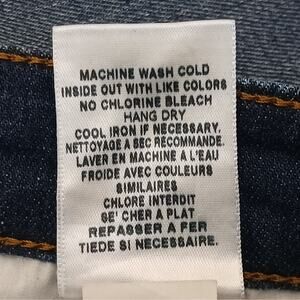 MACHINE WASH COLD
INSIDE OUT WITH LIKE COLORS
NO CHLORINE BLEACH
HANG DRY
COOL IRON IF NECESSARY.
NETTOYAGE A SEC RECOMMANDE.
LAVER EN MACHINE A L'EAU
FROIDE AVEC COULEURS
SIMILAIRES
CHLORE INTERDIT
SE' CHER A PLAT
REPASSER A FER
TIEDE SI NECESSAIRE.